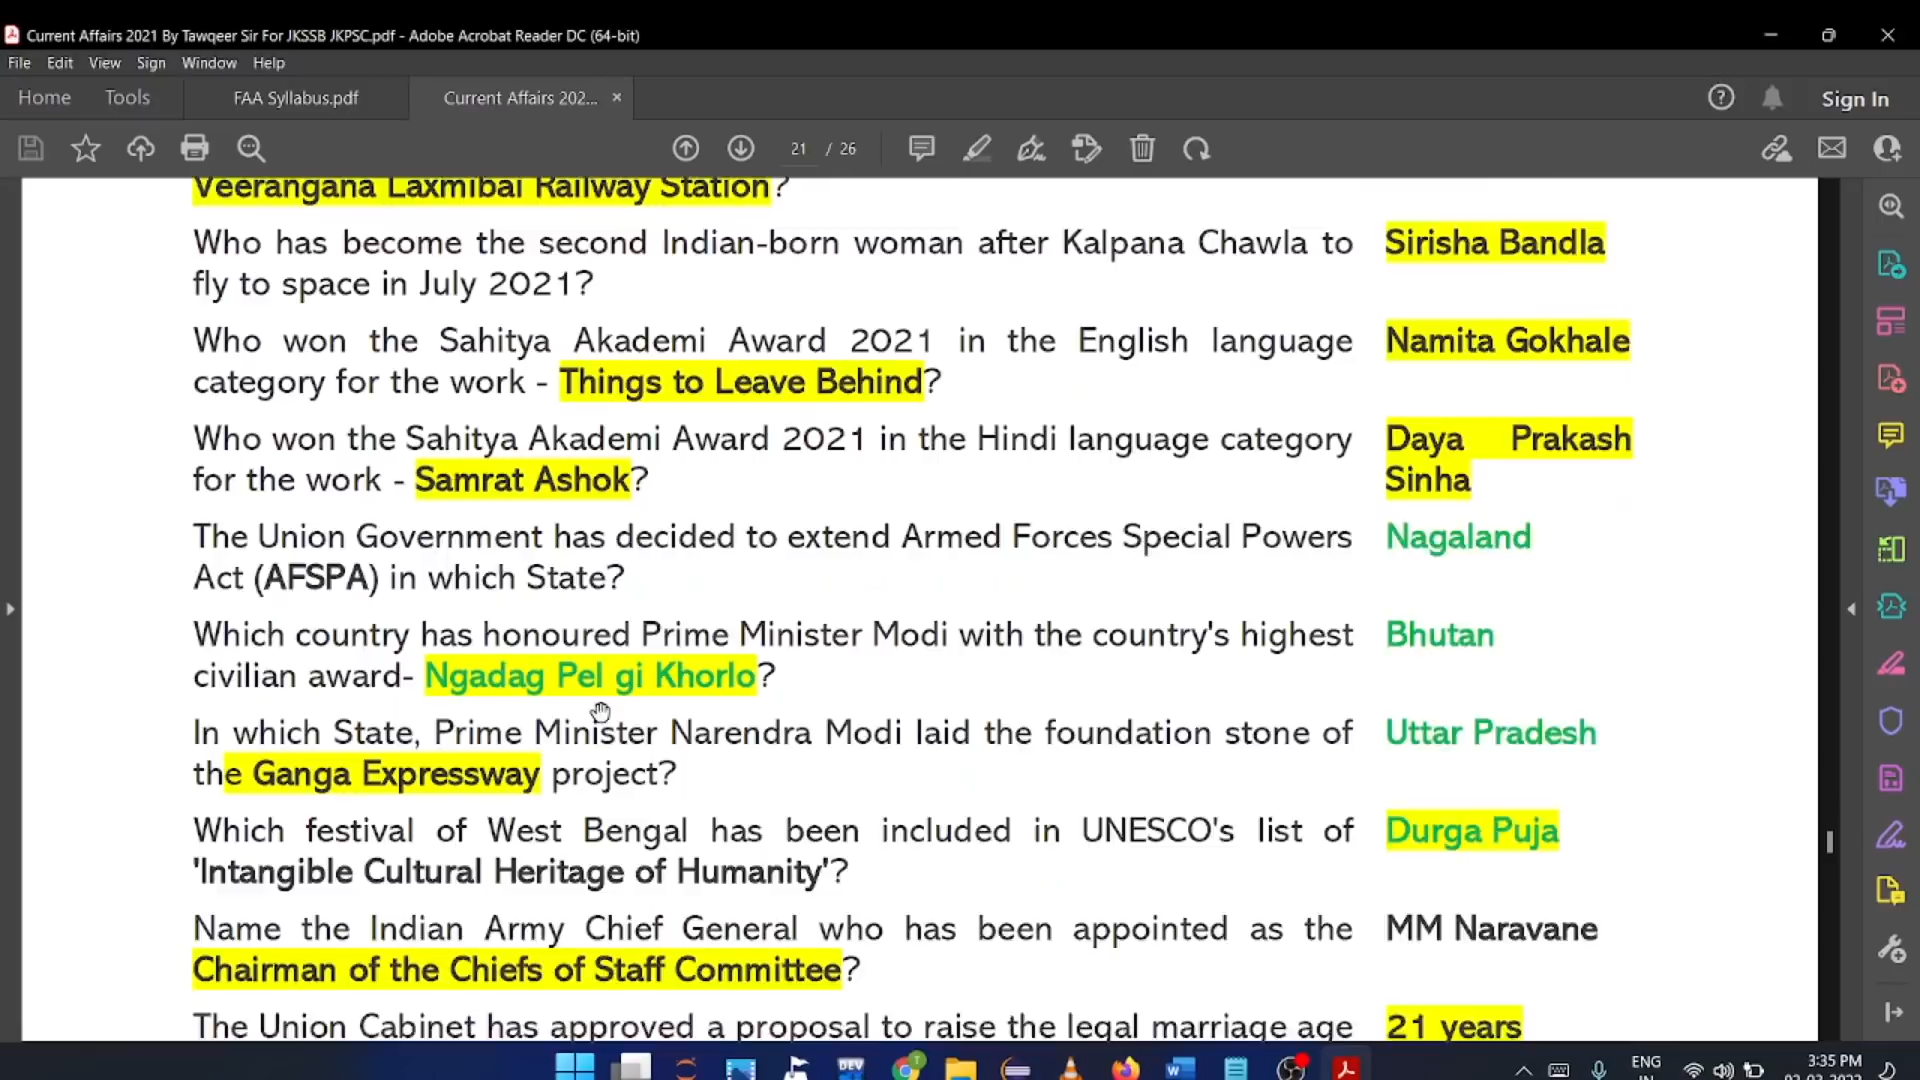 Current Affairs 2021 By Tawqeer Sir For JKSSB JKPSC.pdf - Adobe Acrobat Reader DC (64-bit)
File Edit View Sign Window Help
Home Tools FAA Syllabus.pdf Current Affairs 202... × Sign In
21 / 26
Veerangana Laxmibai Railway Station?
Who has become the second Indian-born woman after Kalpana Chawla to Sirisha Bandla
fly to space in July 2021?
Who won the Sahitya Akademi Award 2021 in the English language Namita Gokhale
category for the work - Things to Leave Behind?
Who won the Sahitya Akademi Award 2021 in the Hindi language category Daya Prakash
for the work - Samrat Ashok? Sinha
The Union Government has decided to extend Armed Forces Special Powers Nagaland
Act (AFSPA) in which State?
Which country has honoured Prime Minister Modi with the country's highest Bhutan
civilian award- Ngadag Pel gi Khorlo?
In which State, Prime Minister Narendra Modi laid the foundation stone of Uttar Pradesh
the Ganga Expressway project?
Which festival of West Bengal has been included in UNESCO's list of Durga Puja
'Intangible Cultural Heritage of Humanity'?
Name the Indian Army Chief General who has been appointed as the MM Naravane
Chairman of the Chiefs of Staff Committee?
The Union Cabinet has approved a proposal to raise the legal marriage age 21 years
DEV T W ENG 3:35 PM